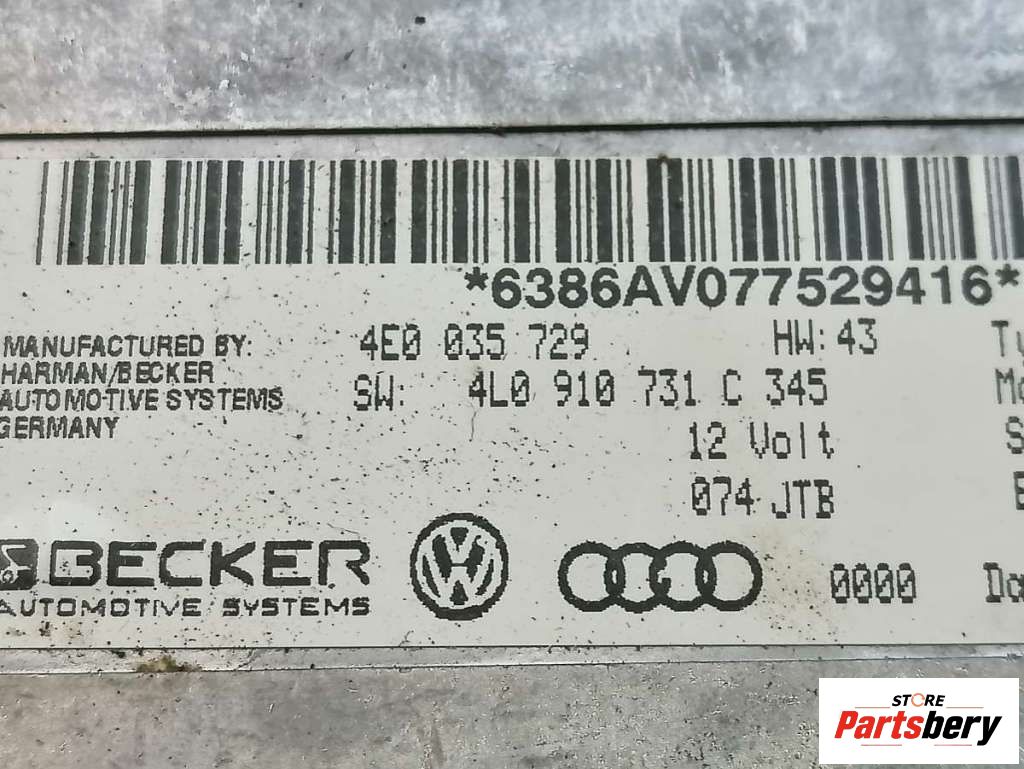 *6386AV077529416*
MANUFACTURED BY:
HARMAN/BECKER
AUTOMOTIVE SYSTEMS
GERMANY
4E0 035 729 HW: 43
SW: 4L0 910 731 C 345
12 Volt
074 JTB
BECKER
AUTOMOTIVE SYSTEMS
0000
STORE
Partsbery